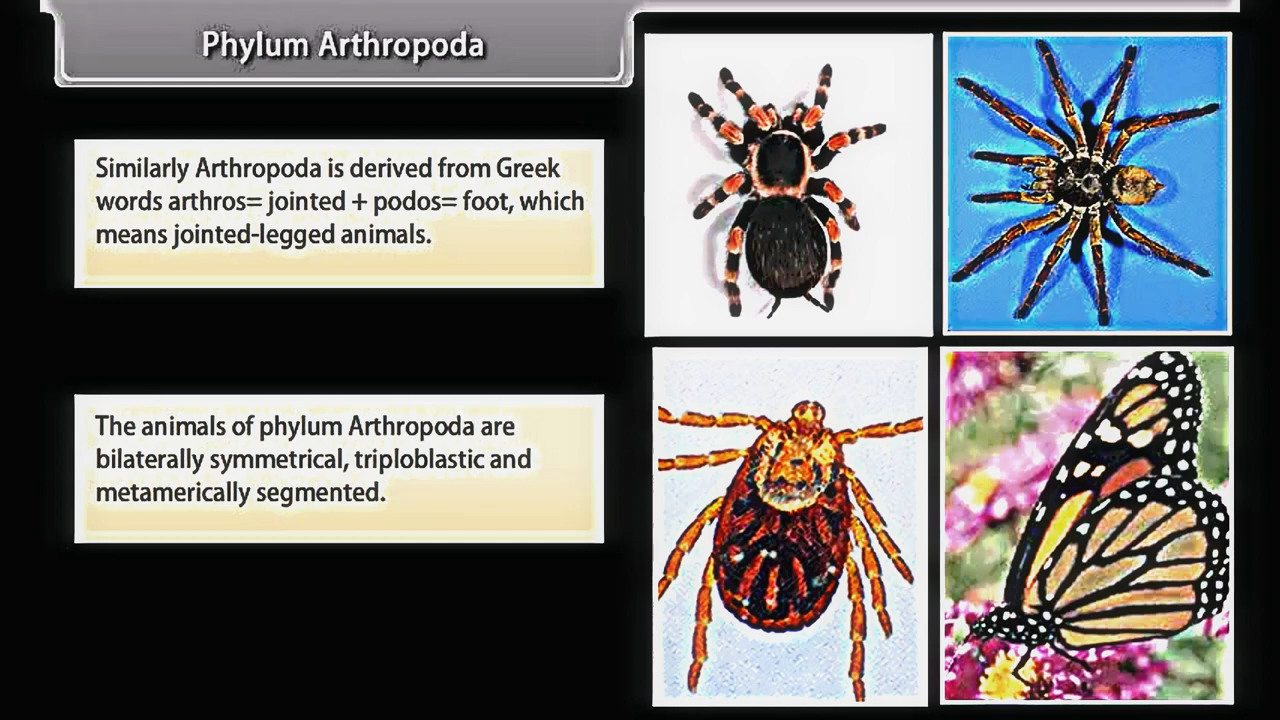 Phylum Arthropoda
Similarly Arthropoda is derived from Greek
words arthros= jointed + podos= foot, which
means jointed-legged animals.
The animals of phylum Arthropoda are
bilaterally symmetrical, triploblastic and
metamerically segmented.